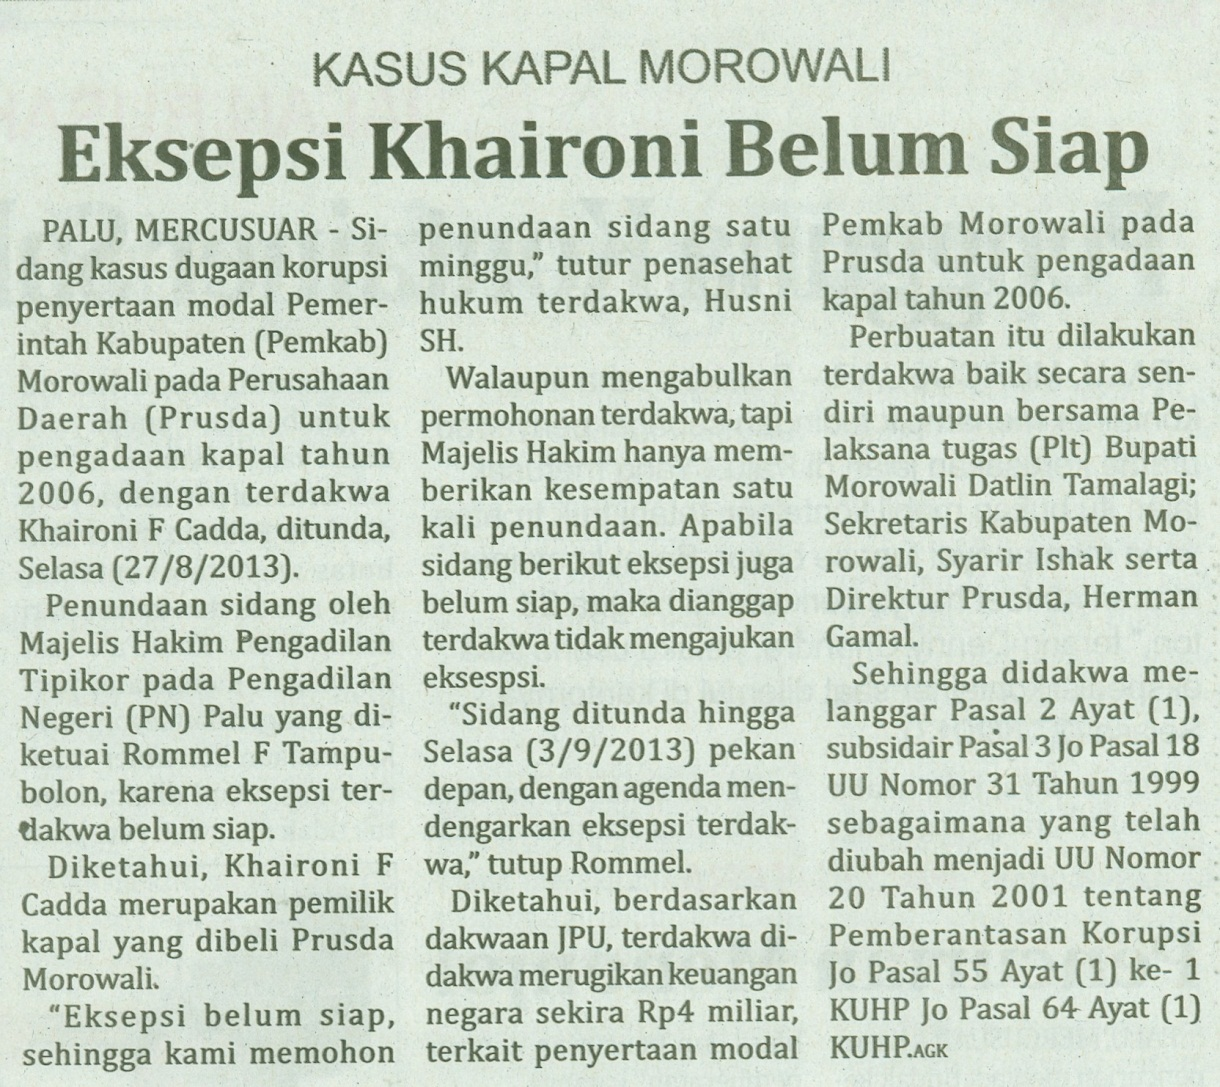 KASUS KAPAL MOROWALI
Eksepsi Khaironi Belum Siap
PALU, MERCUSUAR - Si-
dang kasus dugaan korupsi
penyertaan modal Pemer-
intah Kabupaten (Pemkab)
Morowali pada Perusahaan
Daerah (Prusda) untuk
pengadaan kapal tahun
2006, dengan terdakwa
Khaironi F Cadda, ditunda,
Selasa (27/8/2013).
Penundaan sidang oleh
Majelis Hakim Pengadilan
Tipikor pada Pengadilan
Negeri (PN) Palu yang di-
ketuai Rommel F Tampu-
bolon, karena eksepsi ter-
dakwa belum siap.
Diketahui, Khaironi F
Cadda merupakan pemilik
kapal yang dibeli Prusda
Morowali.
“Eksepsi belum siap,
sehingga kami memohon
penundaan sidang satu
minggu,” tutur penasehat
hukum terdakwa, Husni
SH.
Walaupun mengabulkan
permohonan terdakwa, tapi
Majelis Hakim hanya mem-
berikan kesempatan satu
kali penundaan. Apabila
sidang berikut eksepsi juga
belum siap, maka dianggap
terdakwa tidak mengajukan
eksespsi.
“Sidang ditunda hingga
Selasa (3/9/2013) pekan
depan, dengan agenda men-
dengarkan eksepsi terdak-
wa,” tutup Rommel.
Diketahui, berdasarkan
dakwaan JPU, terdakwa di-
dakwa merugikan keuangan
negara sekira Rp4 miliar,
terkait penyertaan modal
Pemkab Morowali pada
Prusda untuk pengadaan
kapal tahun 2006.
Perbuatan itu dilakukan
terdakwa baik secara sen-
diri maupun bersama Pe-
laksana tugas (Plt) Bupati
Morowali Datlin Tamalagi;
Sekretaris Kabupaten Mo-
rowali, Syarir Ishak serta
Direktur Prusda, Herman
Gamal.
Sehingga didakwa me-
langgar Pasal 2 Ayat (1),
subsidair Pasal 3 Jo Pasal 18
UU Nomor 31 Tahun 1999
sebagaimana yang telah
diubah menjadi UU Nomor
20 Tahun 2001 tentang
Pemberantasan Korupsi
Jo Pasal 55 Ayat (1) ke- 1
KUHP Jo Pasal 64 Ayat (1)
KUHP.AGK